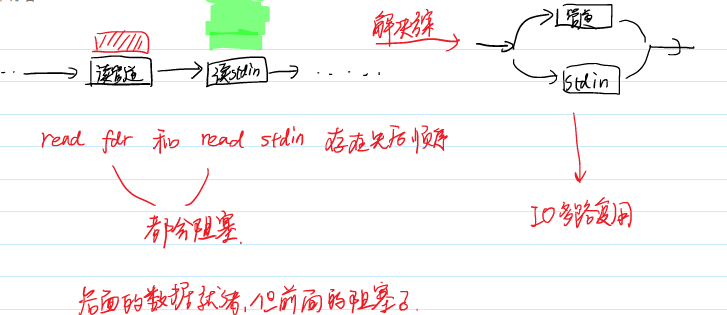 解决方案
管道
·· 读管道 读stdin ·····
stdin
read fdr 和 read stdin 存在先后顺序
都会阻塞.
IO多路复用
后面的数据就绪,但前面的阻塞了.